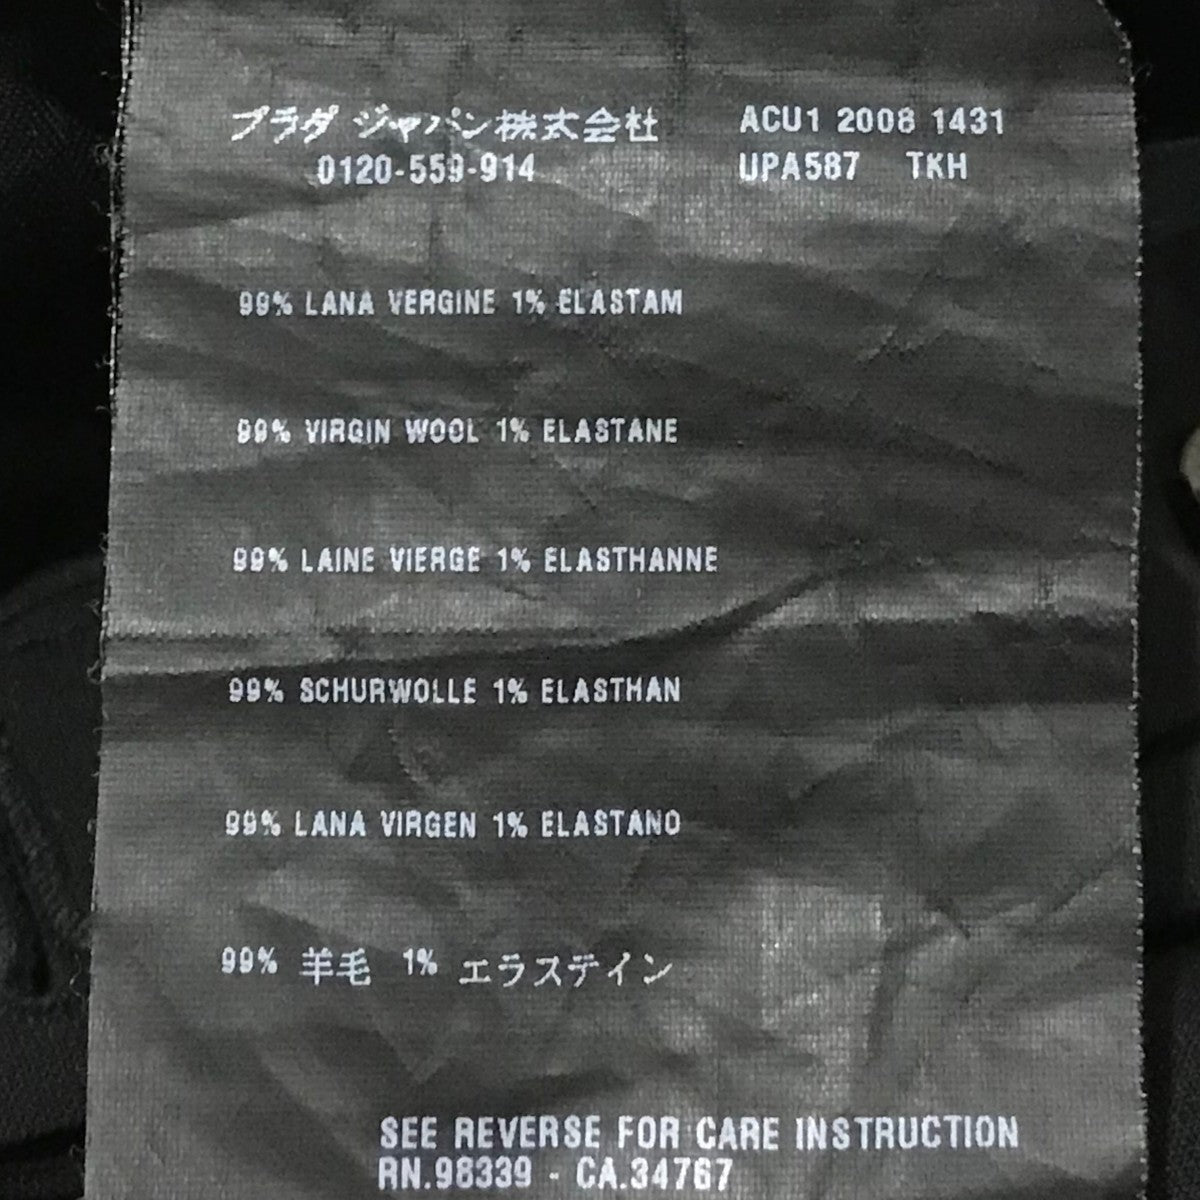 プラダ ジャパン株式会社 ACU1 2008 1431
0120-559-914 UPA587 TKH
99% LANA VERGINE 1% ELASTAM
99% VIRGIN WOOL 1% ELASTANE
99% LAINE VIERGE 1% ELASTHANNE
99% SCHURWOLLE 1% ELASTHAN
99% LANA VIRGEN 1% ELASTANO
99% 羊毛 1% エラステイン
SEE REVERSE FOR CARE INSTRUCTION
RN.98339 - CA.34767